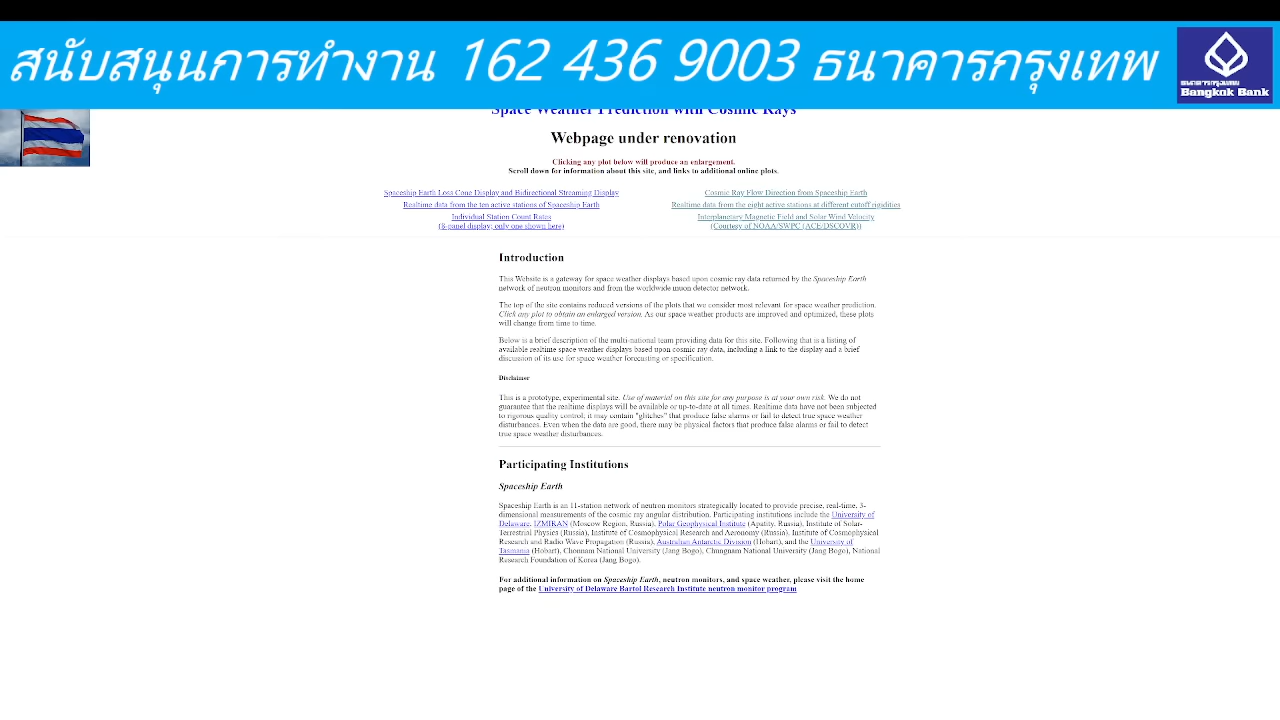 สนับสนุนการทำงาน 162 436 9003 ธนาคารกรุงเทพ
ธนาคารกรุงเทพ
Bangkok Bank
Space Weather Prediction with Cosmic Rays
Webpage under renovation
Clicking any plot below will produce an enlargement.
Scroll down for information about this site, and links to additional online plots.
Spaceship Earth Loss Cone Display and Bidirectional Streaming Display
Realtime data from the ten active stations of Spaceship Earth
Individual Station Count Rates
(8-panel display; only one shown here)
Cosmic Ray Flow Direction from Spaceship Earth
Realtime data from the eight active stations at different cutoff rigidities
Interplanetary Magnetic Field and Solar Wind Velocity
(Courtesy of NOAA/SWPC (ACE/DSCOVR))
Introduction
This Website is a gateway for space weather displays based upon cosmic ray data returned by the Spaceship Earth
network of neutron monitors and from the worldwide muon detector network.
The top of the site contains reduced versions of the plots that we consider most relevant for space weather prediction.
Click any plot to obtain an enlarged version. As our space weather products are improved and optimized, these plots
will change from time to time.
Below is a brief description of the multi-national team providing data for this site. Following that is a listing of
available realtime space weather displays based upon cosmic ray data, including a link to the display and a brief
discussion of its use for space weather forecasting or specification.
Disclaimer
This is a prototype, experimental site. Use of material on this site for any purpose is at your own risk. We do not
guarantee that the realtime displays will be available or up-to-date at all times. Realtime data have not been subjected
to rigorous quality control; it may contain "glitches" that produce false alarms or fail to detect true space weather
disturbances. Even when the data are good, there may be physical factors that produce false alarms or fail to detect
true space weather disturbances.
Participating Institutions
Spaceship Earth
Spaceship Earth is an 11-station network of neutron monitors strategically located to provide precise, real-time, 3-
dimensional measurements of the cosmic ray angular distribution. Participating institutions include the University of
Delaware, IZMIRAN (Moscow Region, Russia), Polar Geophysical Institute (Apatity, Russia), Institute of Solar-
Terrestrial Physics (Russia), Institute of Cosmophysical Research and Aeronomy (Russia), Institute of Cosmophysical
Research and Radio Wave Propagation (Russia), Australian Antarctic Division (Hobart), and the University of
Tasmania (Hobart), Chonnam National University (Jang Bogo), Chungnam National University (Jang Bogo), National
Research Foundation of Korea (Jang Bogo).
For additional information on Spaceship Earth, neutron monitors, and space weather, please visit the home
page of the University of Delaware Bartol Research Institute neutron monitor program